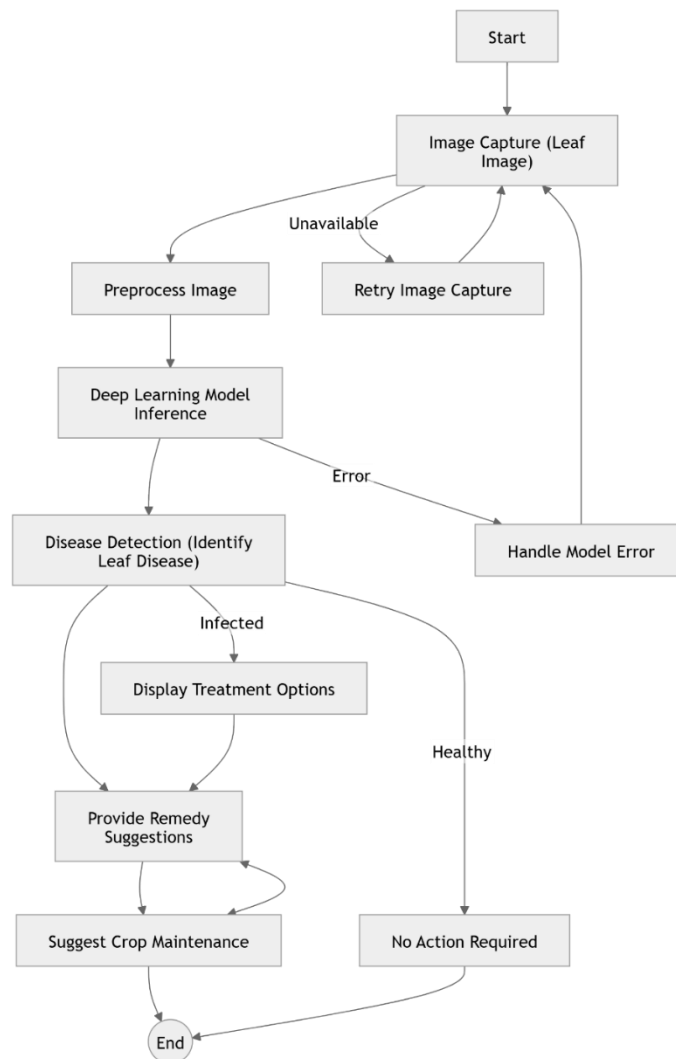 Start
Image Capture (Leaf
Image)
Unavailable
Preprocess Image
Retry Image Capture
Deep Learning Model
Inference
Error
Disease Detection (Identify
Leaf Disease)
Handle Model Error
Infected
Display Treatment Options
Healthy
Provide Remedy
Suggestions
Suggest Crop Maintenance
No Action Required
End